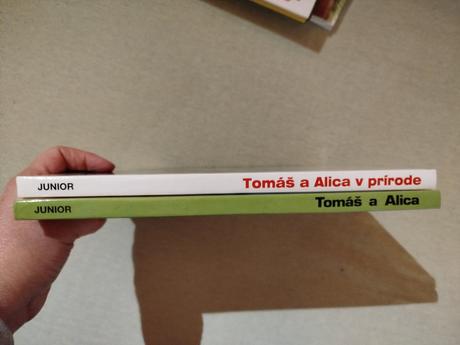 JUNIOR Tomáš a Alica v prírode
JUNIOR Tomáš a Alica